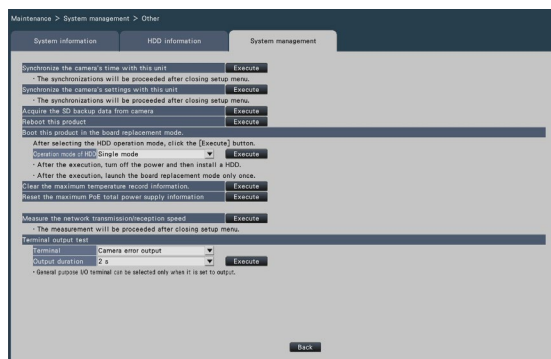 Maintenance > System management > Other
System information HDD information System management
Synchronize the camera's time with this unit Execute
・The synchronizations will be proceeded after closing setup menu.
Synchronize the camera's settings with this unit Execute
・The synchronizations will be proceeded after closing setup menu.
Acquire the SD backup data from camera Execute
Reboot this product Execute
Boot this product in the board replacement mode.
After selecting the HDD operation mode, click the [Execute] button.
Operation mode of HDD Single mode Execute
・After the execution, turn off the power and then install a HDD.
・After the execution, launch the board replacement mode only once.
Clear the maximum temperature record information. Execute
Reset the maximum PoE total power supply information Execute
Measure the network transmission/reception speed Execute
・The measurement will be proceeded after closing setup menu.
Terminal output test
Terminal Camera error output
Output duration 2 s Execute
・General purpose I/O terminal can be selected only when it is set to output.
Back